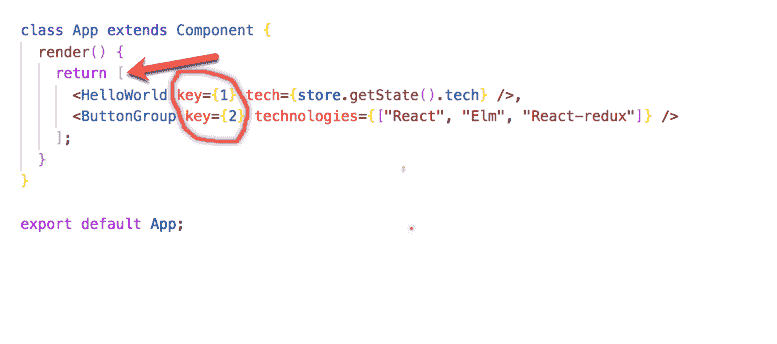 class App extends Component {
render() {
return [
<HelloWorld key={1} tech={store.getState().tech} />,
<ButtonGroup key={2} technologies={["React", "Elm", "React-redux"]} />
];
}
}
export default App;